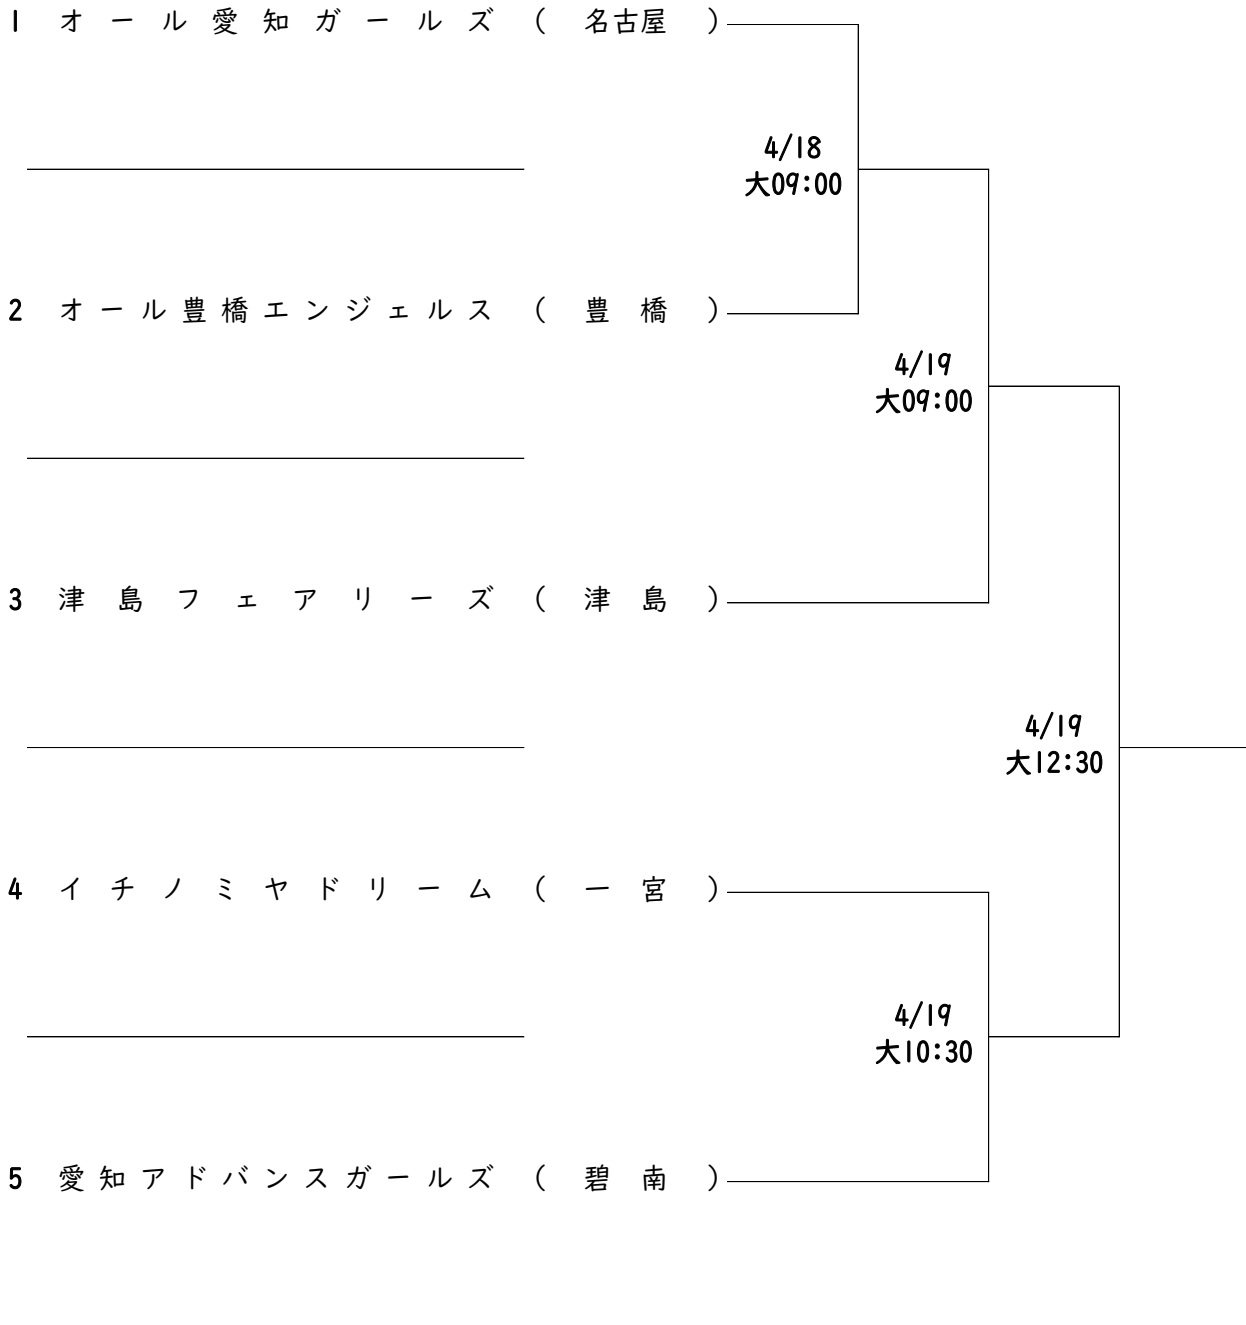 1 オール愛知ガールズ ( 名古屋 )
4/18
大09:00
2 オール豊橋エンジェルス ( 豊橋 )
4/19
大09:00
3 津島フェアリーズ ( 津島 )
4/19
大12:30
4 イチノミヤドリーム ( 一宮 )
4/19
大10:30
5 愛知アドバンスガールズ ( 碧南 )